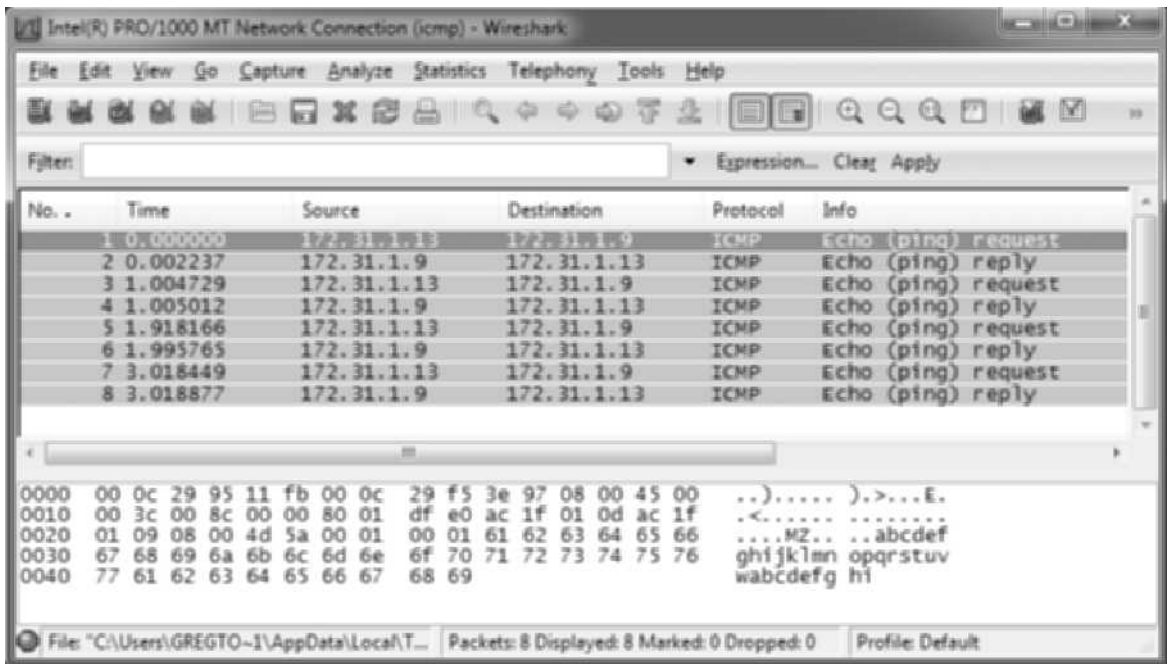 Intel(R) PRO/1000 MT Network Connection (icmp) - Wireshark
File Edit View Go Capture Analyze Statistics Telephony Tools Help
Filter: Expression... Clear Apply
No. . Time Source Destination Protocol Info
1 0.000000 172.31.1.13 172.31.1.9 ICMP Echo (ping) request
2 0.002237 172.31.1.9 172.31.1.13 ICMP Echo (ping) reply
3 1.004729 172.31.1.13 172.31.1.9 ICMP Echo (ping) request
4 1.005012 172.31.1.9 172.31.1.13 ICMP Echo (ping) reply
5 1.918166 172.31.1.13 172.31.1.9 ICMP Echo (ping) request
6 1.995765 172.31.1.9 172.31.1.13 ICMP Echo (ping) reply
7 3.018449 172.31.1.13 172.31.1.9 ICMP Echo (ping) request
8 3.018877 172.31.1.9 172.31.1.13 ICMP Echo (ping) reply
0000 00 0c 29 95 11 fb 00 0c 29 f5 3e 97 08 00 45 00 ..)..... ).>...E.
0010 00 3c 00 8c 00 00 80 01 df e0 ac 1f 01 0d ac 1f .<...... ........
0020 01 09 08 00 4d 5a 00 01 00 01 61 62 63 64 65 66 ....MZ.. ..abcdef
0030 67 68 69 6a 6b 6c 6d 6e 6f 70 71 72 73 74 75 76 ghijklmn opqrstuv
0040 77 61 62 63 64 65 66 67 68 69 wabcdefg hi
File: "C:\Users\GREGTO~1\AppData\Local\T... Packets: 8 Displayed: 8 Marked: 0 Dropped: 0 Profile: Default